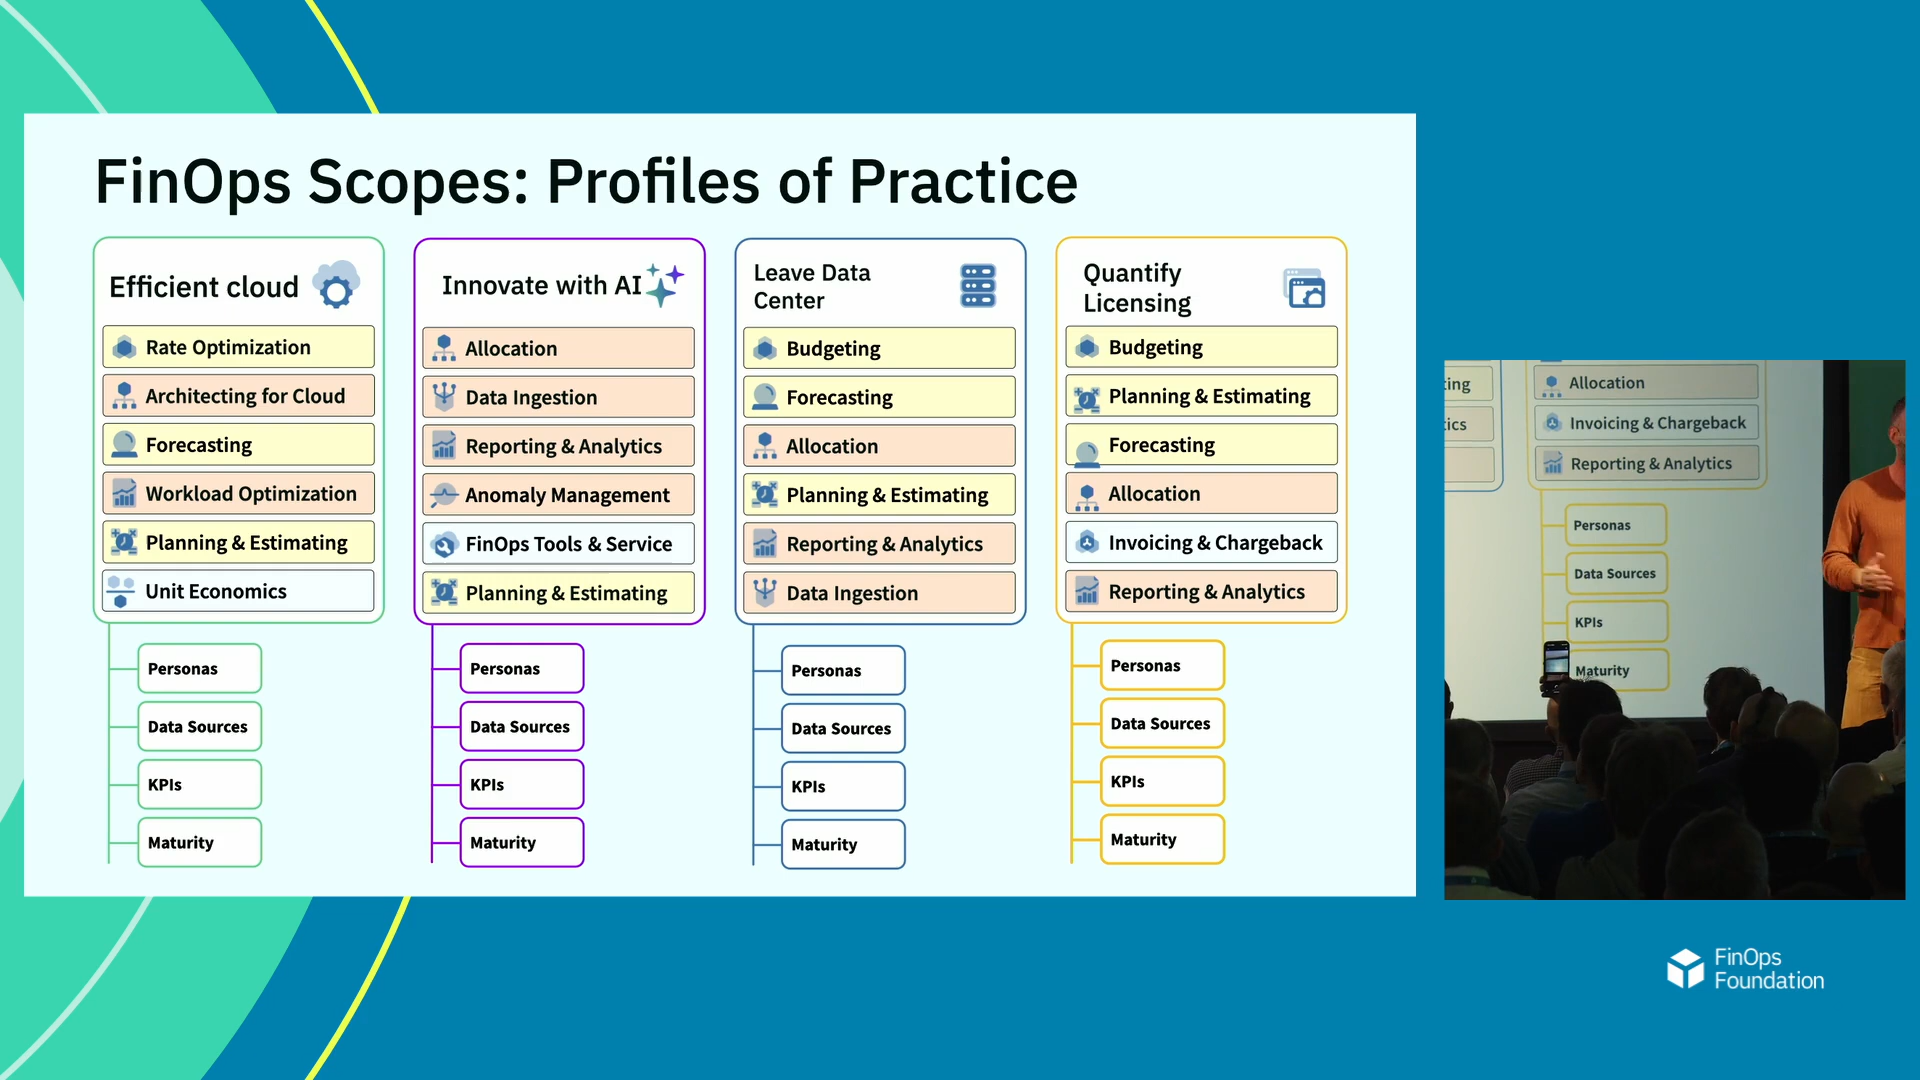 FinOps Scopes: Profiles of Practice
Efficient cloud
Rate Optimization
Architecting for Cloud
Forecasting
Workload Optimization
Planning & Estimating
Unit Economics
Personas
Data Sources
KPIs
Maturity
Innovate with AI
Allocation
Data Ingestion
Reporting & Analytics
Anomaly Management
FinOps Tools & Service
Planning & Estimating
Personas
Data Sources
KPIs
Maturity
Leave Data
Center
Budgeting
Forecasting
Allocation
Planning & Estimating
Reporting & Analytics
Data Ingestion
Personas
Data Sources
KPIs
Maturity
Quantify
Licensing
Budgeting
Planning & Estimating
Forecasting
Allocation
Invoicing & Chargeback
Reporting & Analytics
Personas
Data Sources
KPIs
Maturity
ting
tics
Allocation
Invoicing & Chargeback
Reporting & Analytics
Personas
Data Sources
KPIs
Maturity
FinOps
Foundation